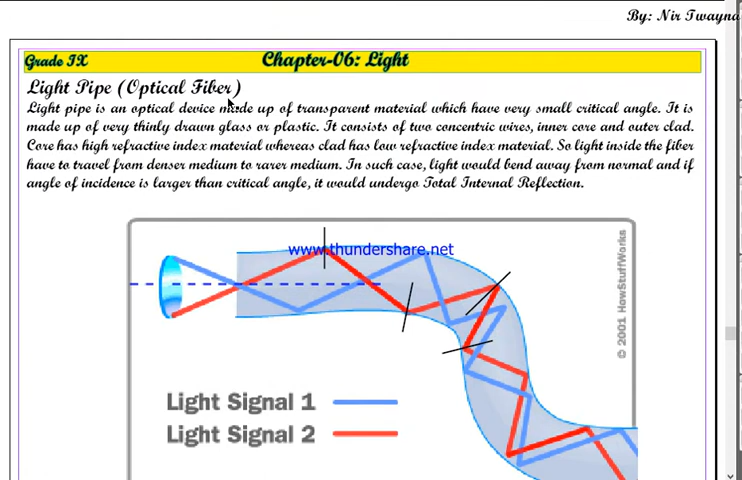 By: Nir Twayna
Grade IX Chapter-06: Light
Light Pipe (Optical Fiber)
Light pipe is an optical device made up of transparent material which have very small critical angle. It is
made up of very thinly drawn glass or plastic. It consists of two concentric wires, inner core and outer clad.
Core has high refractive index material whereas clad has low refractive index material. So light inside the fiber
have to travel from denser medium to rarer medium. In such case, light would bend away from normal and if
angle of incidence is larger than critical angle, it would undergo Total Internal Reflection.
www.thundershare.net
© 2001 HowStuffWorks
Light Signal 1
Light Signal 2